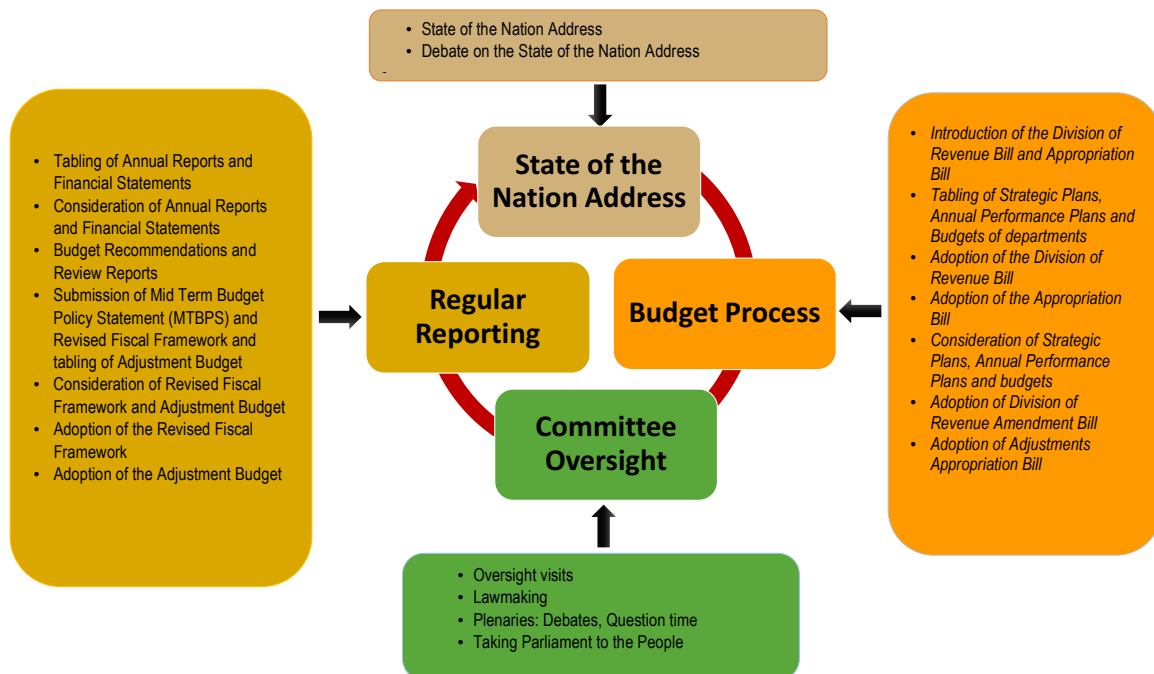 • State of the Nation Address
• Debate on the State of the Nation Address
-
State of the
Nation Address
• Tabling of Annual Reports and
Financial Statements
• Consideration of Annual Reports
and Financial Statements
• Budget Recommendations and
Review Reports
• Submission of Mid Term Budget
Policy Statement (MTBPS) and
Revised Fiscal Framework and
tabling of Adjustment Budget
• Consideration of Revised Fiscal
Framework and Adjustment Budget
• Adoption of the Revised Fiscal
Framework
• Adoption of the Adjustment Budget
Regular
Reporting
Budget Process
• Introduction of the Division of
Revenue Bill and Appropriation
Bill
• Tabling of Strategic Plans,
Annual Performance Plans and
Budgets of departments
• Adoption of the Division of
Revenue Bill
• Adoption of the Appropriation
Bill
• Consideration of Strategic
Plans, Annual Performance
Plans and budgets
• Adoption of Division of
Revenue Amendment Bill
• Adoption of Adjustments
Appropriation Bill
Committee
Oversight
• Oversight visits
• Lawmaking
• Plenaries: Debates, Question time
• Taking Parliament to the People